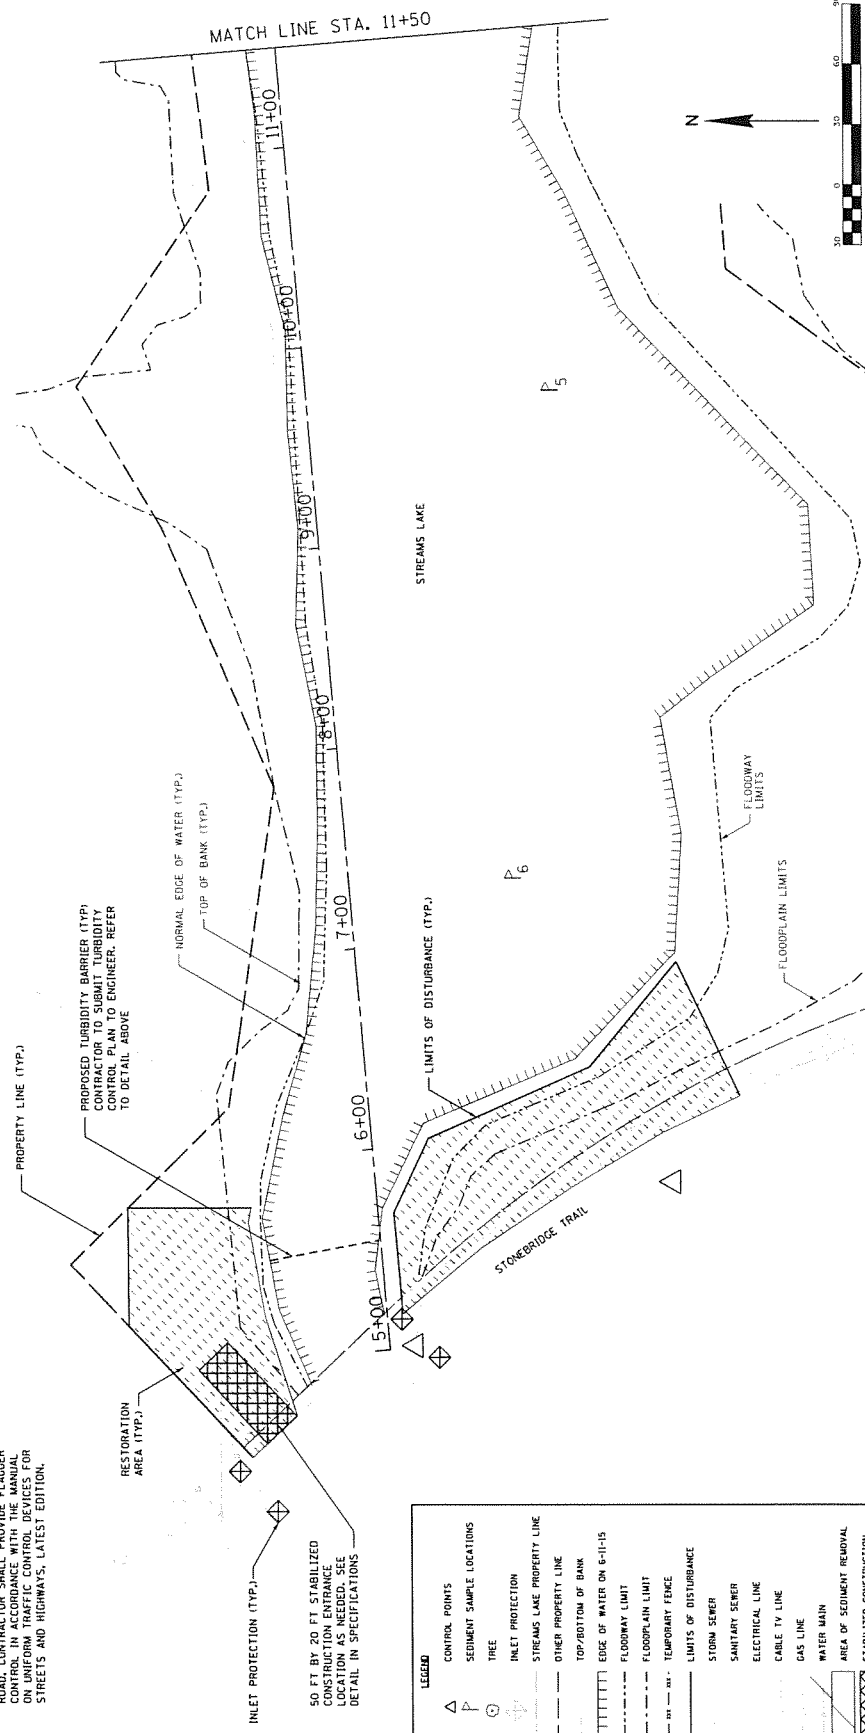 MATCH LINE STA. 11+50
11+00
10+00
9+00
8+00
7+00
6+00
5+00
N
30
0
30
60
90
STREAMS LAKE
P5
P6
PROPERTY LINE (TYP.)
PROPOSED TURBIDITY BARRIER (TYP)
CONTRACTOR TO SUBMIT TURBIDITY
CONTROL PLAN TO ENGINEER. REFER
TO DETAIL ABOVE
NORMAL EDGE OF WATER (TYP.)
TOP OF BANK (TYP.)
LIMITS OF DISTURBANCE (TYP.)
FLOODWAY
LIMITS
FLOODPLAIN LIMITS
STONEBRIDGE TRAIL
RESTORATION
AREA (TYP.)
ROAD, CONTRACTOR SHALL PROVIDE FLAGGER
CONTROL IN ACCORDANCE WITH THE MANUAL
ON UNIFORM TRAFFIC CONTROL DEVICES FOR
STREETS AND HIGHWAYS, LATEST EDITION.
INLET PROTECTION (TYP.)
50 FT BY 20 FT STABILIZED
CONSTRUCTION ENTRANCE
LOCATION AS NEEDED. SEE
DETAIL IN SPECIFICATIONS
LEGEND
CONTROL POINTS
SEDIMENT SAMPLE LOCATIONS
TREE
INLET PROTECTION
STREAMS LAKE PROPERTY LINE
OTHER PROPERTY LINE
TOP/BOTTOM OF BANK
EDGE OF WATER ON 6-11-15
FLOODWAY LIMIT
FLOODPLAIN LIMIT
TEMPORARY FENCE
LIMITS OF DISTURBANCE
STORM SEWER
SANITARY SEWER
ELECTRICAL LINE
CABLE TV LINE
GAS LINE
WATER MAIN
AREA OF SEDIMENT REMOVAL
STABILIZED CONSTRUCTION